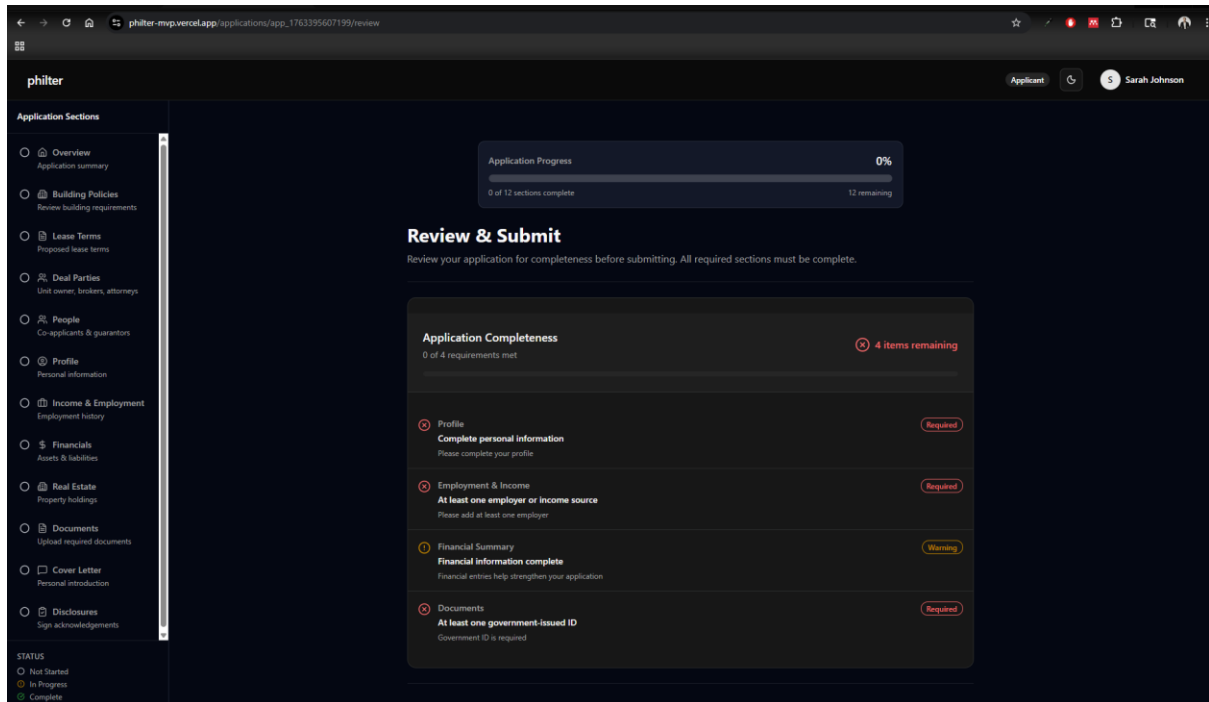 philter-mvp.vercel.app/applications/app_1763395607199/review
philter
Applicant
S
Sarah Johnson
Application Sections
Overview
Application summary
Building Policies
Review building requirements
Lease Terms
Proposed lease terms
Deal Parties
Unit owner, brokers, attorneys
People
Co-applicants & guarantors
Profile
Personal information
Income & Employment
Employment history
Financials
Assets & liabilities
Real Estate
Property holdings
Documents
Upload required documents
Cover Letter
Personal introduction
Disclosures
Sign acknowledgements
STATUS
Not Started
In Progress
Complete
Application Progress
0%
0 of 12 sections complete
12 remaining
Review & Submit
Review your application for completeness before submitting. All required sections must be complete.
Application Completeness
0 of 4 requirements met
4 items remaining
Profile
Required
Complete personal information
Please complete your profile
Employment & Income
Required
At least one employer or income source
Please add at least one employer
Financial Summary
Warning
Financial information complete
Financial entries help strengthen your application
Documents
Required
At least one government-issued ID
Government ID is required